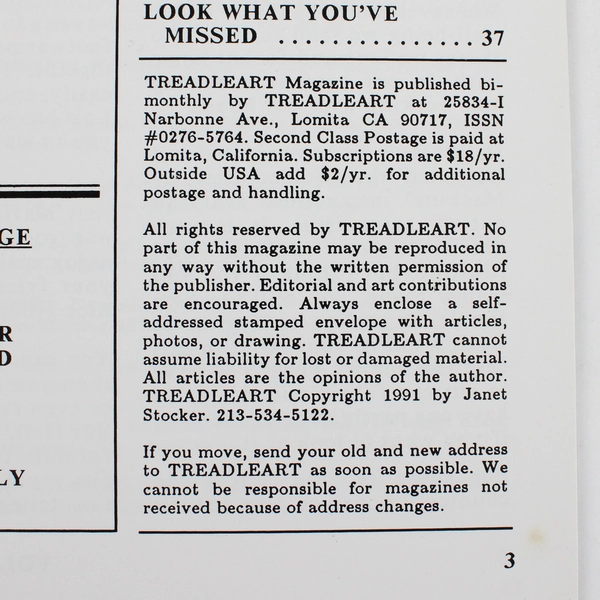 LOOK WHAT YOU'VE
MISSED ................ 37
TREADLEART Magazine is published bi-
monthly by TREADLEART at 25834-I
Narbonne Ave., Lomita CA 90717, ISSN
#0276-5764. Second Class Postage is paid at
Lomita, California. Subscriptions are $18/yr.
Outside USA add $2/yr. for additional
postage and handling.
All rights reserved by TREADLEART. No
part of this magazine may be reproduced in
any way without the written permission of
the publisher. Editorial and art contributions
are encouraged. Always enclose a self-
addressed stamped envelope with articles,
photos, or drawing. TREADLEART cannot
assume liability for lost or damaged material.
All articles are the opinions of the author.
TREADLEART Copyright 1991 by Janet
Stocker. 213-534-5122.
If you move, send your old and new address
to TREADLEART as soon as possible. We
cannot be responsible for magazines not
received because of address changes.
3
GE
R
D
LY